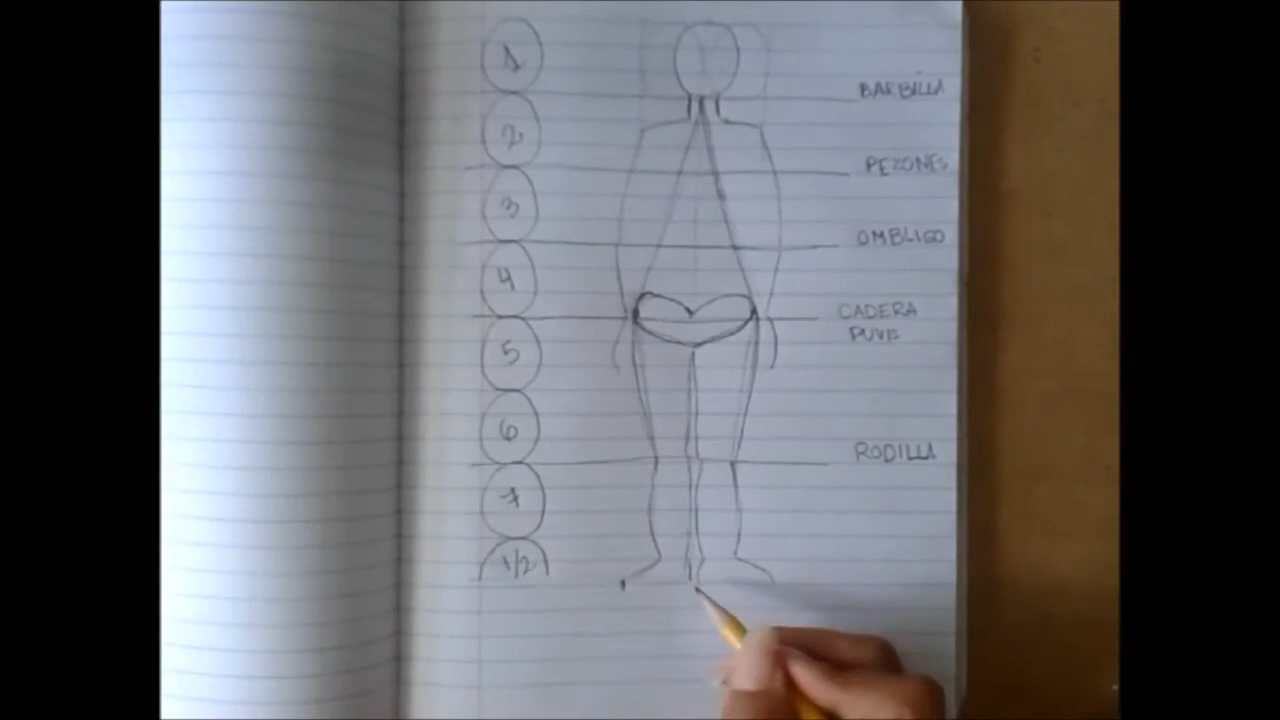 1
BARBILLA
2
PEZONES
3
OMBLIGO
4
CADERA
PUVIS
5
6
RODILLA
7
1/2